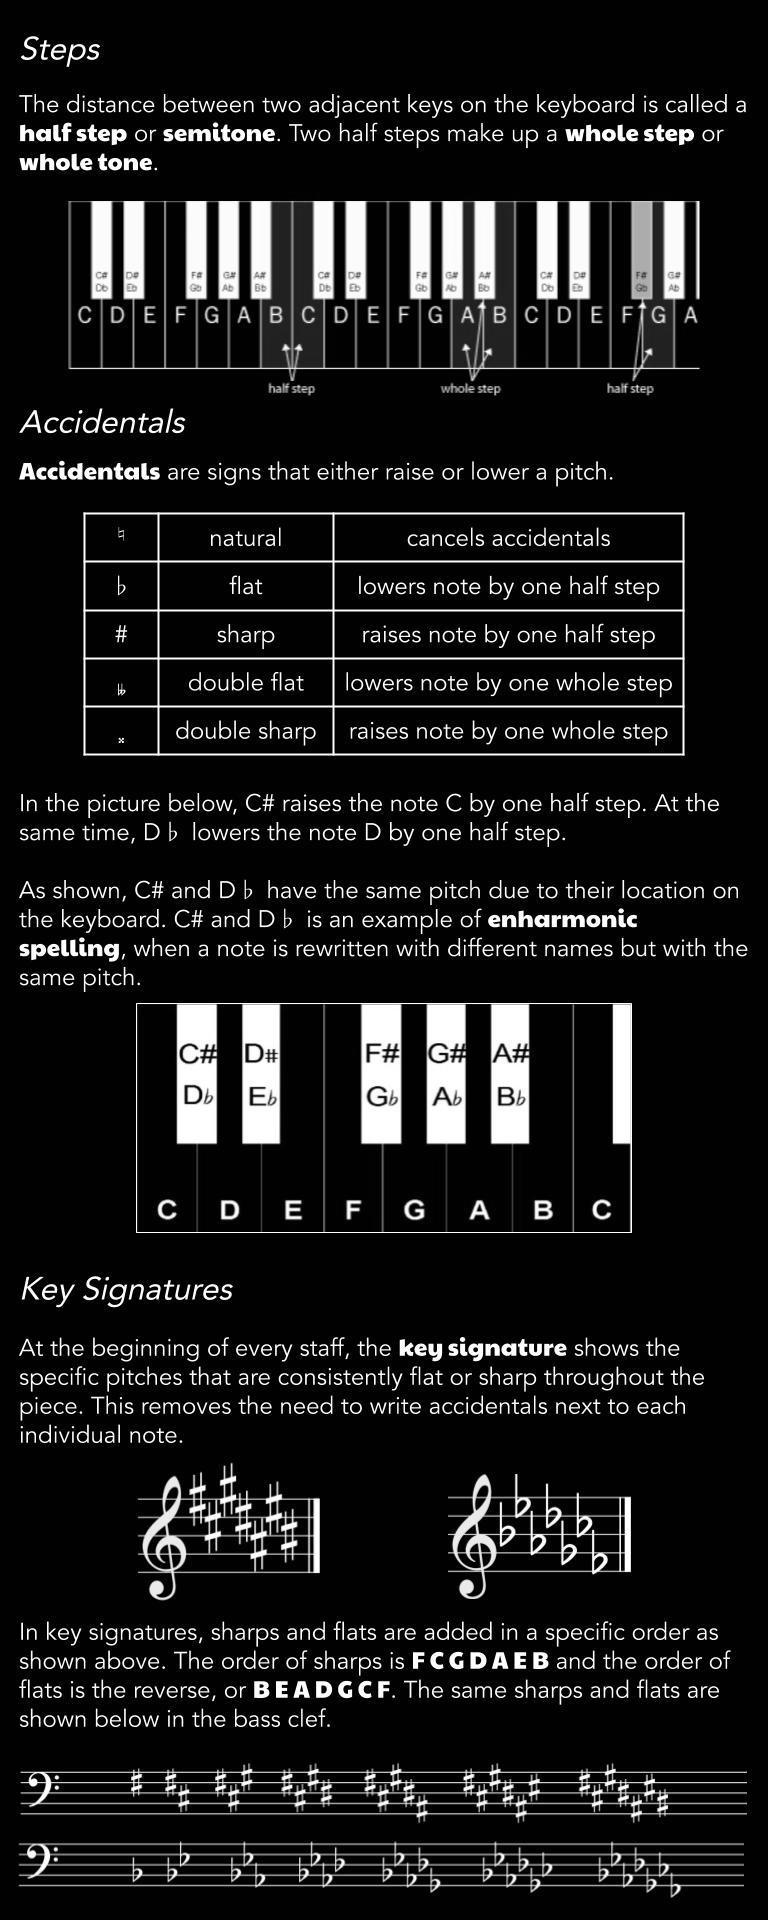 Steps
The distance between two adjacent keys on the keyboard is called a
half step or semitone. Two half steps make up a whole step or
whole tone.
C# D# F# G# A# C# D# F# G# A# C# D# F# G#
Db Eb Gb Ab Bb Db Eb Gb Ab Bb Db Eb Gb Ab
C D E F G A B C D E F G A B C D E F G A
half step whole step half step
Accidentals
Accidentals are signs that either raise or lower a pitch.
♮ natural cancels accidentals
♭ flat lowers note by one half step
# sharp raises note by one half step
𝄫 double flat lowers note by one whole step
𝄪 double sharp raises note by one whole step
In the picture below, C# raises the note C by one half step. At the
same time, D♭ lowers the note D by one half step.
As shown, C# and D♭ have the same pitch due to their location on
the keyboard. C# and D♭ is an example of enharmonic
spelling, when a note is rewritten with different names but with the
same pitch.
C# D# F# G# A#
D♭ E♭ G♭ A♭ B♭
C D E F G A B C
Key Signatures
At the beginning of every staff, the key signature shows the
specific pitches that are consistently flat or sharp throughout the
piece. This removes the need to write accidentals next to each
individual note.
In key signatures, sharps and flats are added in a specific order as
shown above. The order of sharps is F C G D A E B and the order of
flats is the reverse, or B E A D G C F. The same sharps and flats are
shown below in the bass clef.